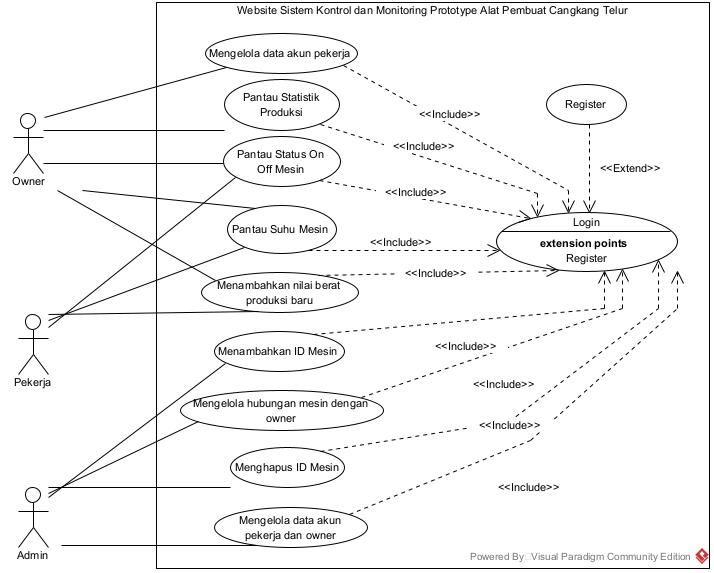 Website Sistem Kontrol dan Monitoring Prototype Alat Pembuat Cangkang Telur
Mengelola data akun pekerja
Pantau Statistik
Produksi
Register
<<Include>>
<<Include>>
Pantau Status On
Off Mesin
<<Extend>>
Owner
<<Include>>
Login
Pantau Suhu Mesin
<<Include>>
extension points
Register
<<Include>>
Menambahkan nilai berat
produksi baru
Pekerja
Menambahkan ID Mesin
<<Include>>
<<Include>>
Mengelola hubungan mesin dengan
owner
<<Include>>
Menghapus ID Mesin
<<Include>>
Mengelola data akun
pekerja dan owner
Admin
Powered By Visual Paradigm Community Edition